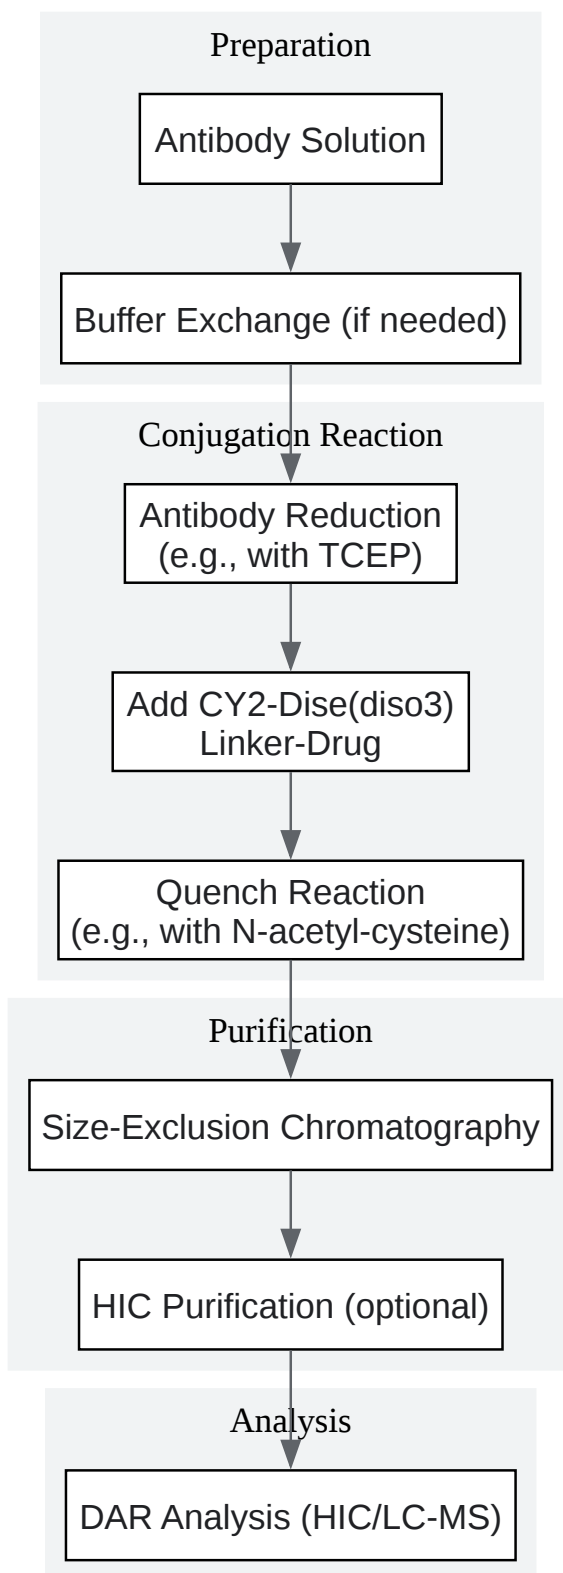 Preparation
Antibody Solution
Buffer Exchange (if needed)
Conjugation Reaction
Antibody Reduction
(e.g., with TCEP)
Add CY2-Dise(diso3)
Linker-Drug
Quench Reaction
(e.g., with N-acetyl-cysteine)
Purification
Size-Exclusion Chromatography
HIC Purification (optional)
Analysis
DAR Analysis (HIC/LC-MS)